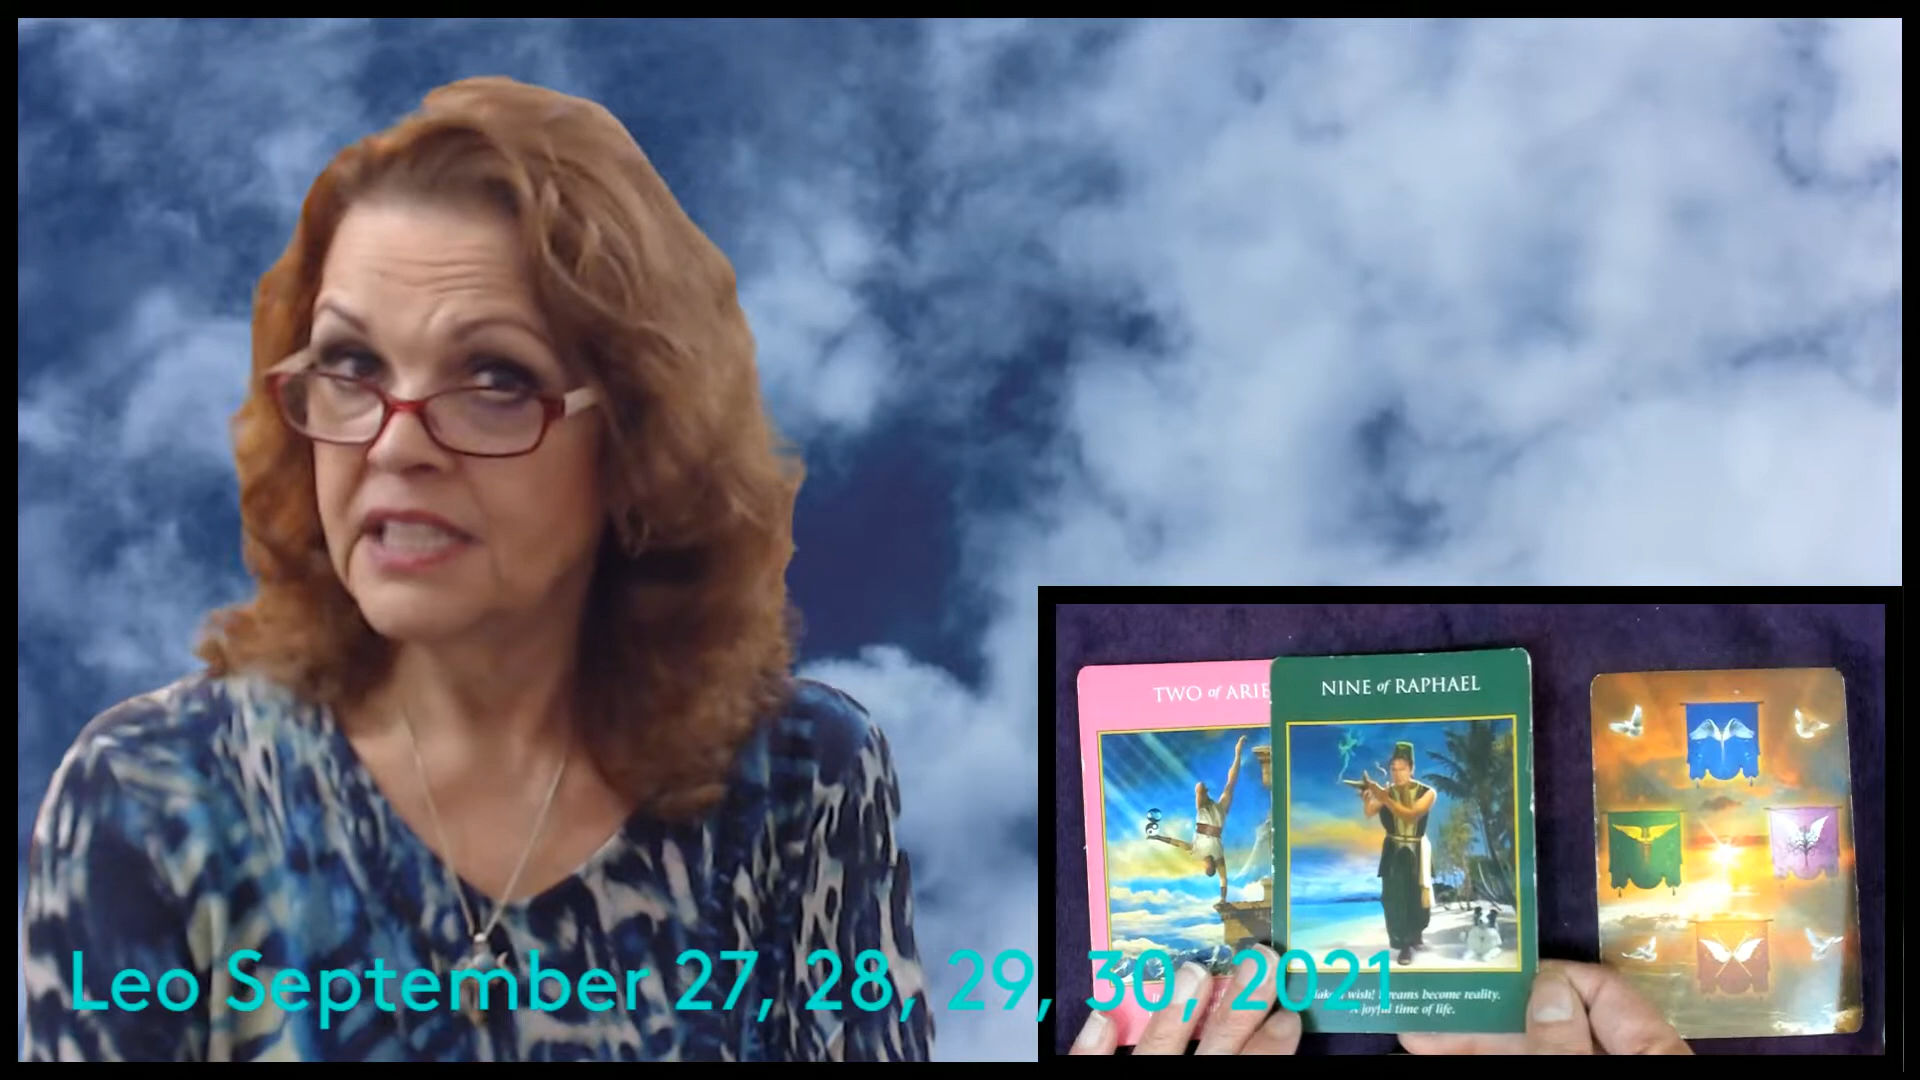 TWO of ARIE
NINE of RAPHAEL
Leo September 27, 28, 29, 30, 2021
wish! Dreams become reality.
A joyful time of life.